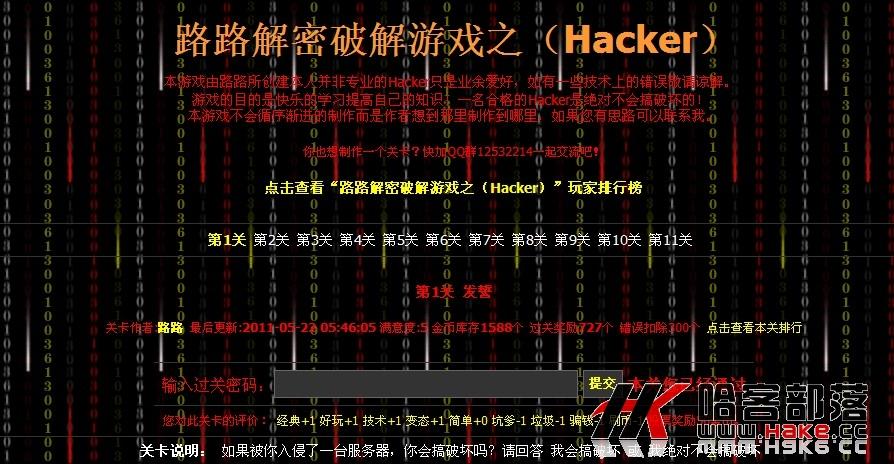 路路解密破解游戏之（Hacker）
本游戏由路路所创建本人并非专业的Hacker只是业余爱好，如有一些技术上的错误敬请凉解。
游戏的目的是快乐的学习提高自己的知识，一名合格的Hacker是绝对不会搞破坏的！
本游戏不会循序渐进的制作而是作者想到那里制作到哪里，如果您有思路可以联系我。
你也想制作一个关卡？快加QQ群12532214一起交流吧！
点击查看“路路解密破解游戏之（Hacker）”玩家排行榜
第1关 第2关 第3关 第4关 第5关 第6关 第7关 第8关 第9关 第10关 第11关
第1关 发誓
关卡作者 路路 最后更新:2011-05-22 05:46:05 满意度:5 金币库存1588个 过关奖励727个 错误扣除300个 点击查看本关排行
输入过关密码： 提交 本关您已经通过
您对此关卡的评价： 经典+1 好玩+1 技术+1 变态+1 简单+0 坑爹-1 垃圾-1 骗钱-1
关卡说明： 如果被你入侵了一台服务器，你会搞破坏吗？请回答 我会搞破坏 或 我绝对不会搞破坏
哈客部落
www.Hake.cc